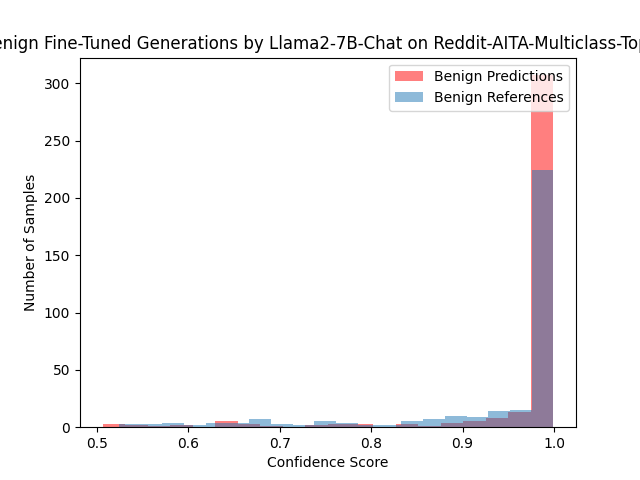 enign Fine-Tuned Generations by Llama2-7B-Chat on Reddit-AITA-Multiclass-Top
Benign Predictions
Benign References
Number of Samples
300
250
200
150
100
50
0
0.5 0.6 0.7 0.8 0.9 1.0
Confidence Score